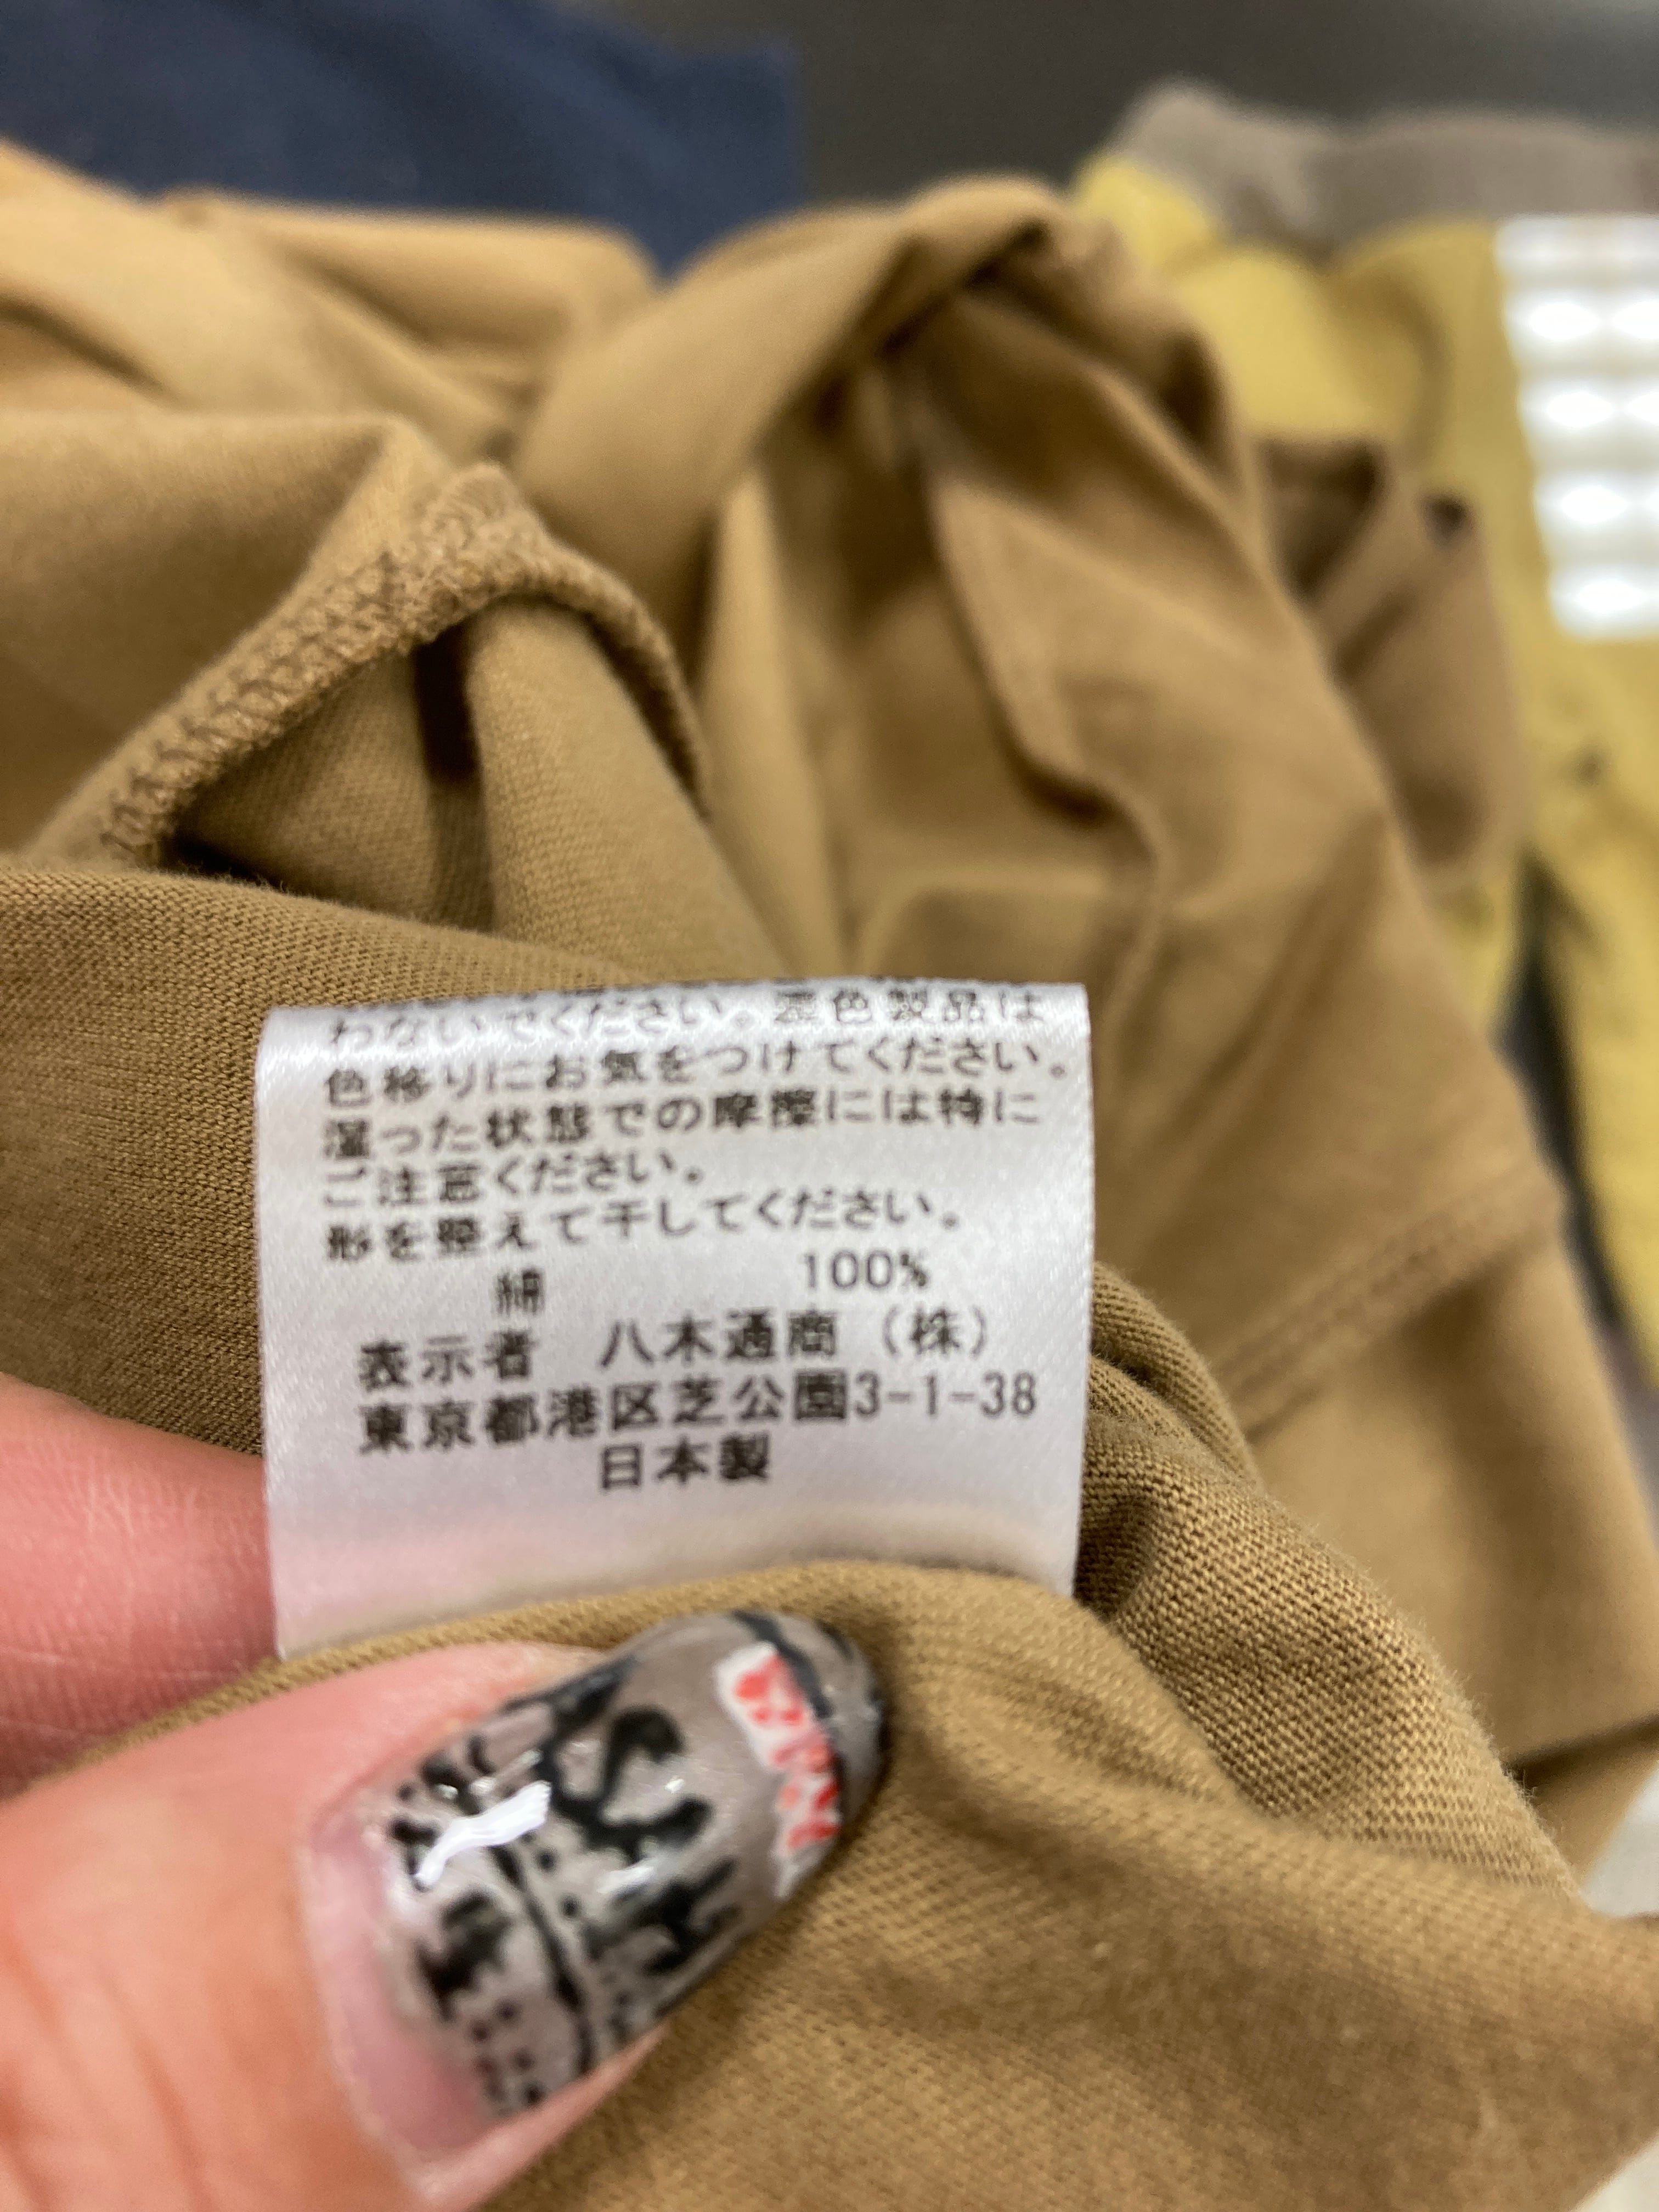 わないでください。濃色製品は
色移りにお気をつけてください。
湿った状態での摩擦には特に
ご注意ください。
形を整えて干してください。
綿 100%
表示者 八木通商（株）
東京都港区芝公園3-1-38
日本製